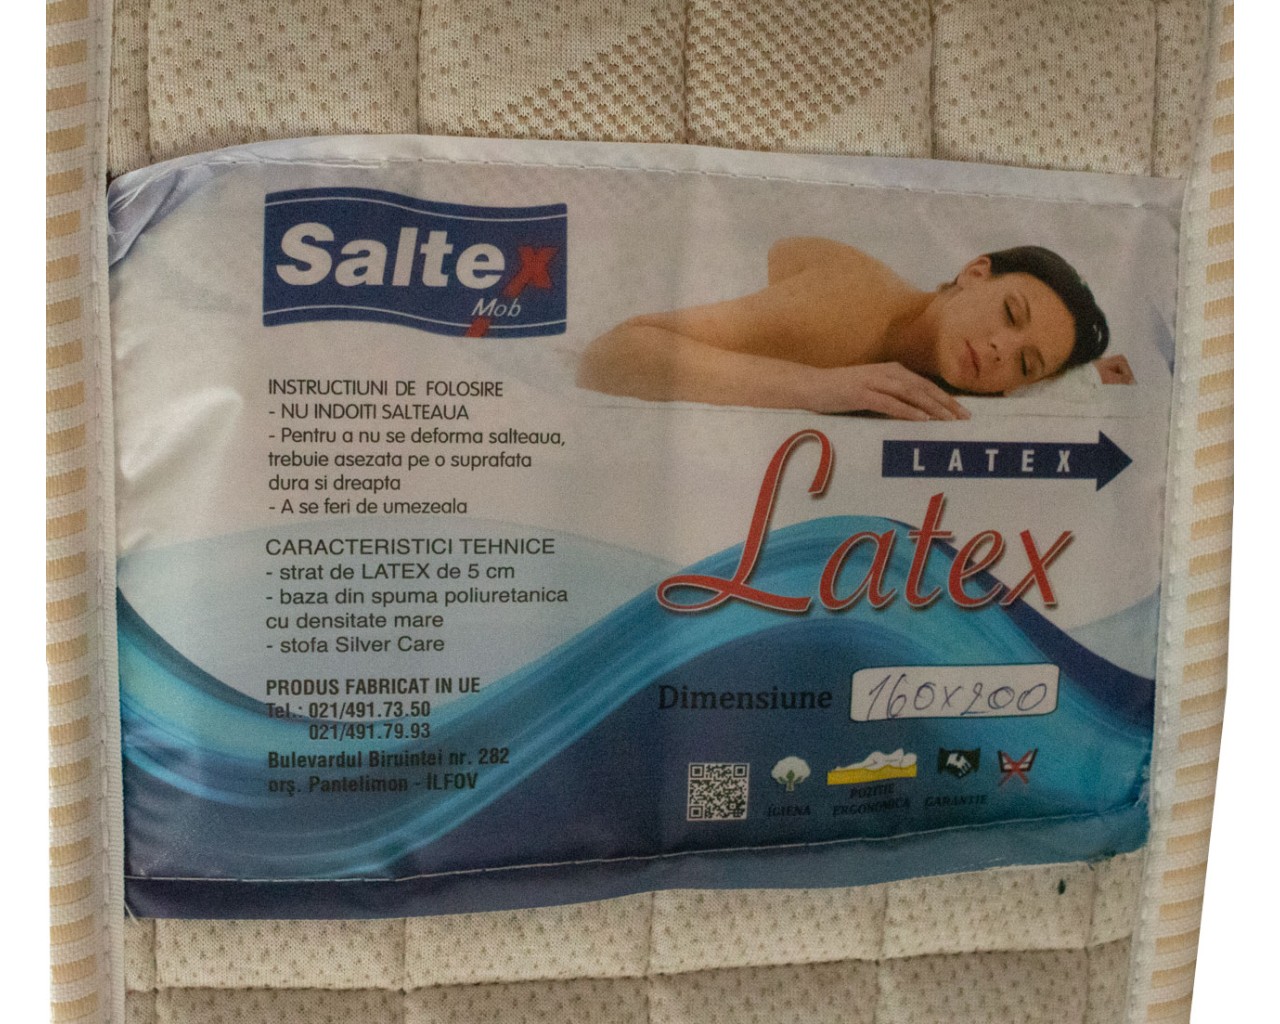 Saltex
Mob
INSTRUCTIUNI DE FOLOSIRE
- NU INDOITI SALTEAUA
- Pentru a nu se deforma salteaua,
trebuie asezata pe o suprafata
dura si dreapta
- A se feri de umezeala
CARACTERISTICI TEHNICE
- strat de LATEX de 5 cm
- baza din spuma poliuretanica
cu densitate mare
- stofa Silver Care
PRODUS FABRICAT IN UE
Tel.: 021/491.73.50
021/491.79.93
Bulevardul Biruintei nr. 282
orş. Pantelimon - ILFOV
LATEX
Latex
Dimensiune 160x200
IGIENA
POZITIE
ERGONOMICA
GARANTIE